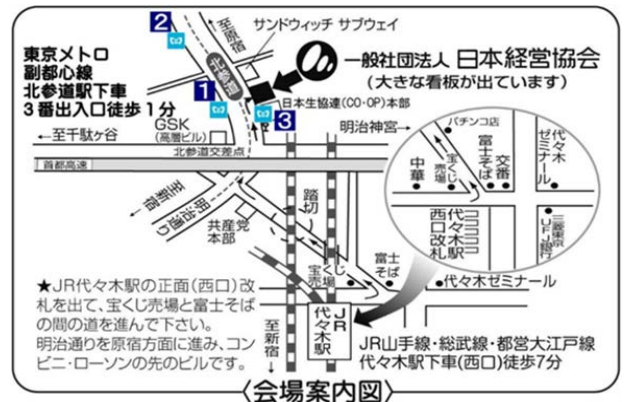 2
至原宿
サンドウィッチ サブウェイ
東京メトロ
副都心線
北参道駅下車
3番出入口徒歩1分
北参道
一般社団法人 日本経営協会
(大きな看板が出ています)
1
日本生協連(CO・OP)本部
3
GSK
(高層ビル)
明治神宮→
←至千駄ヶ谷
北参道交差点
首都高速
パチンコ店
宝くじ売場
富士そば
交番
代々木ゼミナール
中華
代々木駅西口改札
三菱東京UFJ銀行
至新宿
明治通り
共産党
本部
踏切
宝くじ
売場
富士
そば
代々木ゼミナール
★JR代々木駅の正面(西口)改
札を出て、宝くじ売場と富士そば
の間の道を進んで下さい。
明治通りを原宿方面に進み、コン
ビニ・ローソンの先のビルです。
至新宿
JR代々木駅
JR山手線・総武線・都営大江戸線
代々木駅下車(西口)徒歩7分
〈会場案内図〉